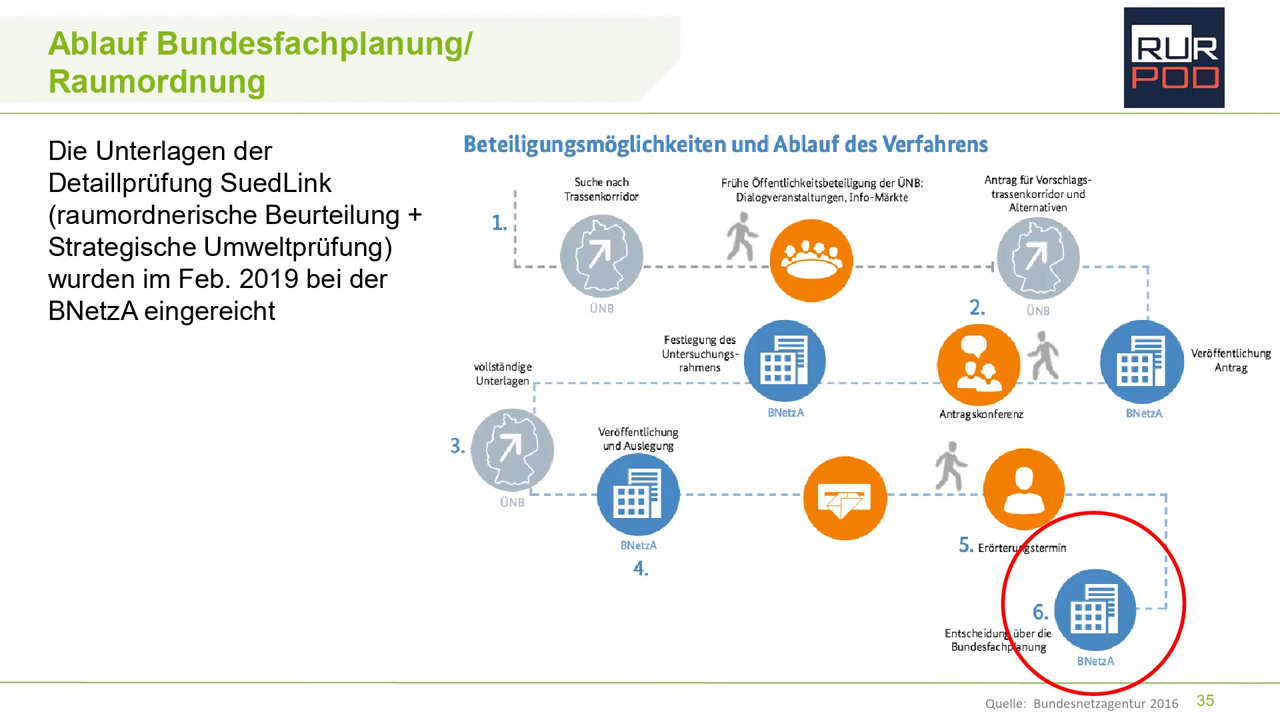 Ablauf Bundesfachplanung/
Raumordnung
RUR
POD
Die Unterlagen der
Detaillprüfung SuedLink
(raumordnerische Beurteilung +
Strategische Umweltprüfung)
wurden im Feb. 2019 bei der
BNetzA eingereicht
Beteiligungsmöglichkeiten und Ablauf des Verfahrens
1.
Suche nach
Trassenkorridor
ÜNB
Frühe Öffentlichkeitsbeteiligung der ÜNB:
Dialogveranstaltungen, Info-Märkte
Antrag für Vorschlags-
trassenkorridor und
Alternativen
ÜNB
2.
Veröffentlichung
Antrag
BNetzA
Antragskonferenz
Festlegung des
Untersuchungs-
rahmens
BNetzA
vollständige
Unterlagen
3.
ÜNB
Veröffentlichung
und Auslegung
BNetzA
4.
5. Erörterungstermin
6.
Entscheidung über die
Bundesfachplanung
BNetzA
Quelle: Bundesnetzagentur 2016
35